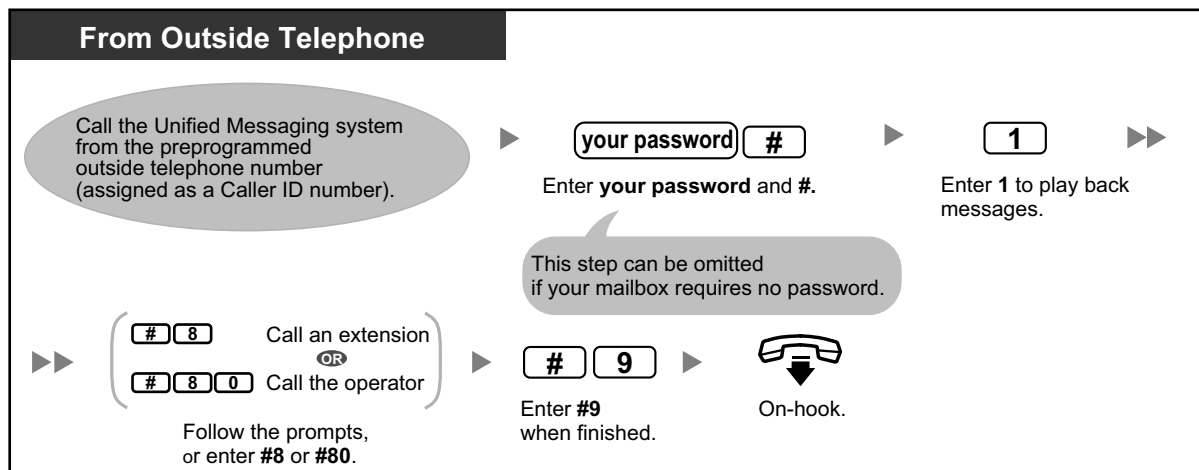 From Outside Telephone
Call the Unified Messaging system
from the preprogrammed
outside telephone number
(assigned as a Caller ID number).
your password #
Enter your password and #.
This step can be omitted
if your mailbox requires no password.
1
Enter 1 to play back
messages.
# 8 Call an extension
OR
# 8 0 Call the operator
Follow the prompts,
or enter #8 or #80.
# 9
Enter #9
when finished.
On-hook.